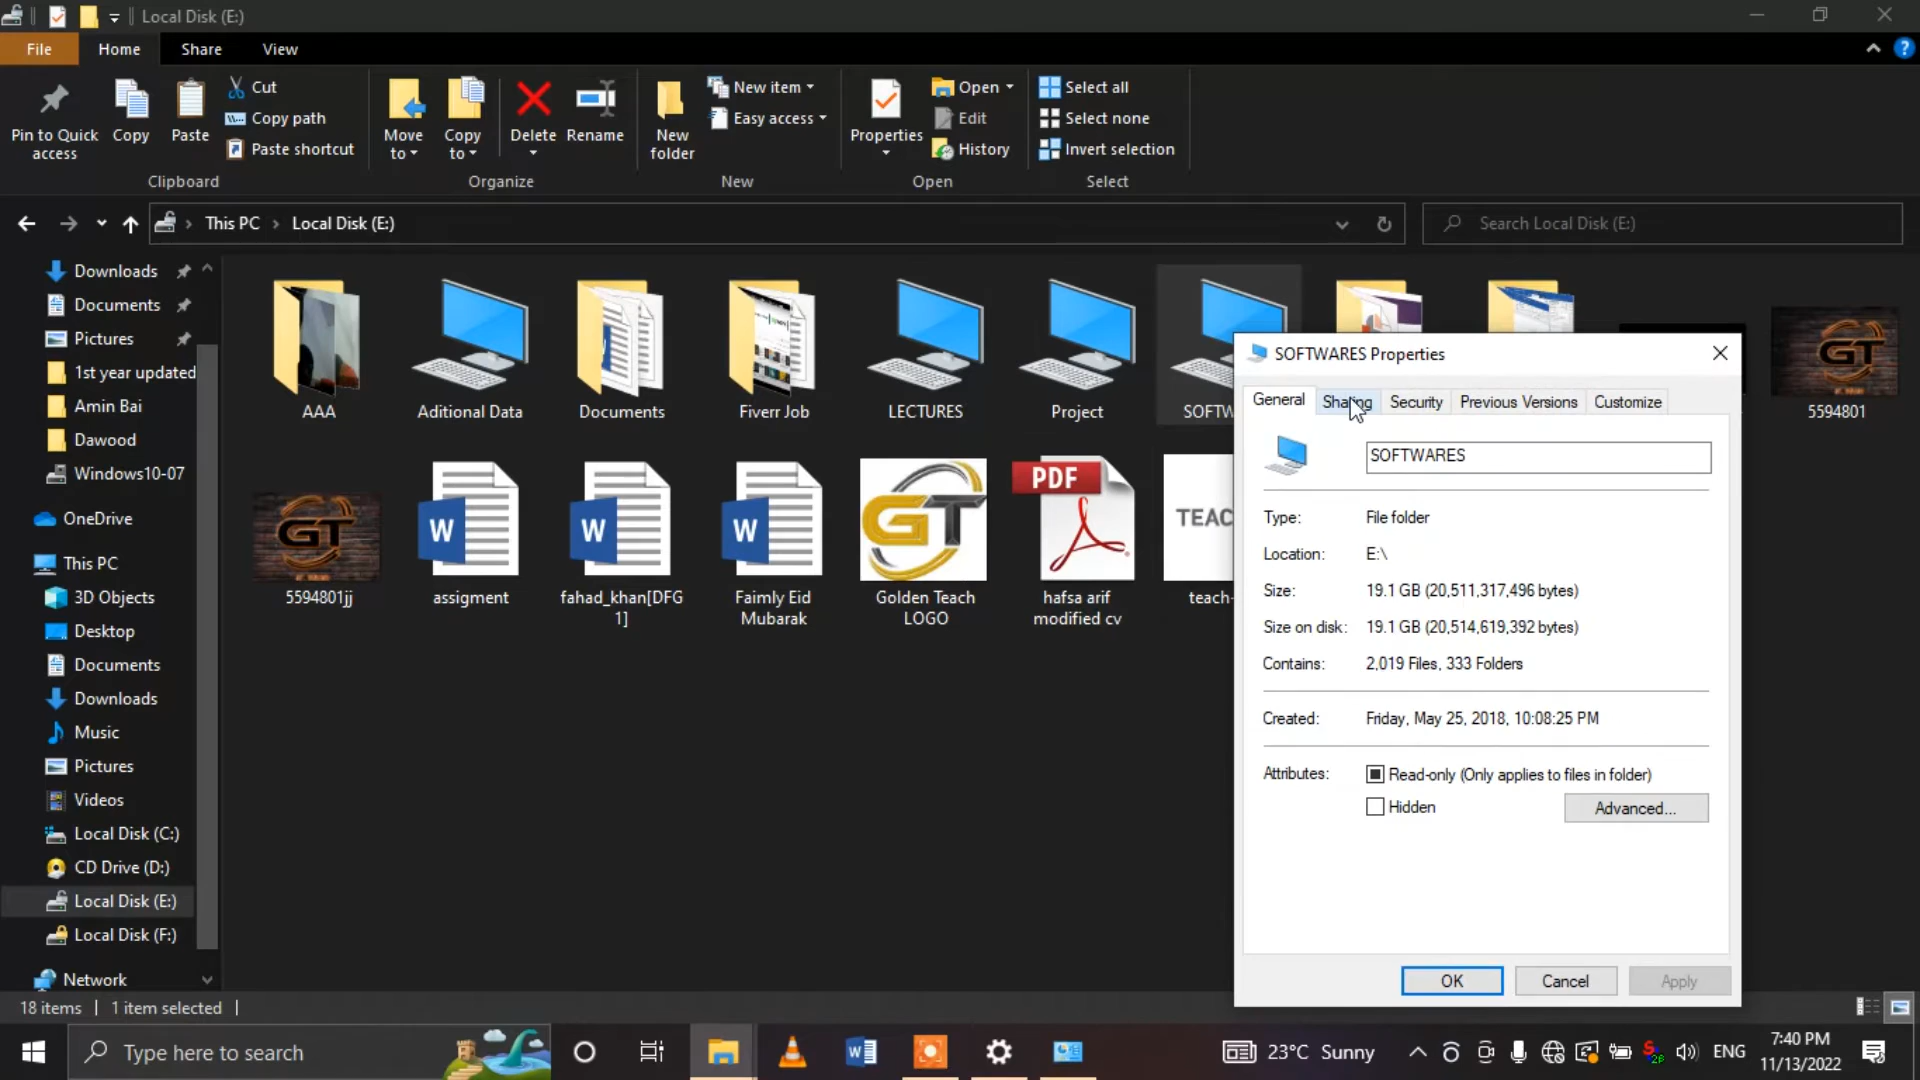 Local Disk (E:)
File Home Share View
Pin to Quick access
Copy
Paste
Cut
Copy path
Paste shortcut
Clipboard
Move to
Copy to
Delete
Rename
Organize
New folder
New item
Easy access
New
Properties
Open
Edit
History
Open
Select all
Select none
Invert selection
Select
This PC > Local Disk (E:)
Search Local Disk (E:)
Downloads
Documents
Pictures
1st year updated
Amin Bai
Dawood
Windows10-07
OneDrive
This PC
3D Objects
Desktop
Documents
Downloads
Music
Pictures
Videos
Local Disk (C:)
CD Drive (D:)
Local Disk (E:)
Local Disk (F:)
Network
AAA
Aditional Data
Documents
Fiverr Job
LECTURES
Project
SOFTW
GT
5594801
GT
5594801jj
W
assigment
W
fahad_khan[DFG
1]
W
Faimly Eid
Mubarak
GT
Golden Teach
LOGO
PDF
hafsa arif
modified cv
TEAC
teach-
SOFTWARES Properties
General Sharing Security Previous Versions Customize
SOFTWARES
Type: File folder
Location: E:\
Size: 19.1 GB (20,511,317,496 bytes)
Size on disk: 19.1 GB (20,514,619,392 bytes)
Contains: 2,019 Files, 333 Folders
Created: Friday, May 25, 2018, 10:08:25 PM
Attributes: Read-only (Only applies to files in folder)
Hidden
Advanced...
OK Cancel Apply
18 items 1 item selected
Type here to search
23°C Sunny
ENG
7:40 PM
11/13/2022